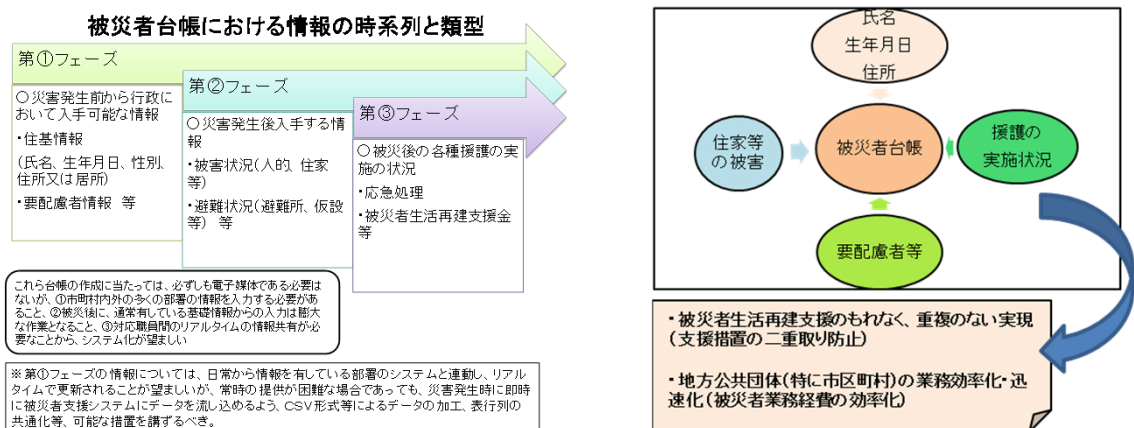 被災者台帳における情報の時系列と類型
第①フェーズ
○災害発生前から行政に
おいて入手可能な情報
・住基情報
(氏名、生年月日、性別、
住所又は居所)
・要配慮者情報 等
第②フェーズ
○災害発生後入手する情
報
・被害状況(人的、住家
等)
・避難状況(避難所、仮設
等) 等
第③フェーズ
○被災後の各種援護の実
施の状況
・応急処理
・被災者生活再建支援金
等
これら台帳の作成に当たっては、必ずしも電子媒体である必要は
ないが、①市町村内外の多くの部署の情報を入力する必要があ
ること、②被災後に、通常有している基礎情報からの入力は膨大
な作業となること、③対応職員間のリアルタイムの情報共有が必
要なことから、システム化が望ましい
※第①フェーズの情報については、日常から情報を有している部署のシステムと連動し、リアル
タイムで更新されることが望ましいが、常時の提供が困難な場合であっても、災害発生時に即時
に被災者支援システムにデータを流し込めるよう、CSV形式等によるデータの加工、表行列の
共通化等、可能な措置を講ずるべき。
氏名
生年月日
住所
住家等
の被害
被災者台帳
援護の
実施状況
要配慮者等
・被災者生活再建支援のもれなく、重複のない実現
(支援措置の二重取り防止)
・地方公共団体(特に市区町村)の業務効率化・迅
速化(被災者業務経費の効率化)